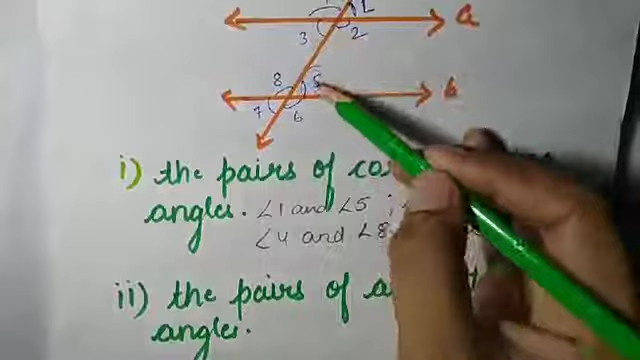 1
3 2
a
8 5
b
7 6
i) the pairs of
angles. ∠1 and ∠5 ;
∠4 and ∠8
ii) the pairs of
angles.